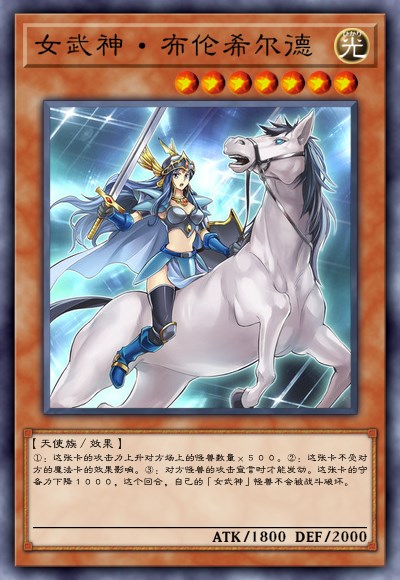 女武神・布伦希尔德
光
【天使族／效果】
①：这张卡的攻击力上升对方场上的怪兽数量×５００。②：这张卡不受对
方的魔法卡的效果影响。③：对方怪兽的攻击宣言时才能发动。这张卡的守
备力下降１０００，这个回合，自己的「女武神」怪兽不会被战斗破坏。
ATK/1800 DEF/2000